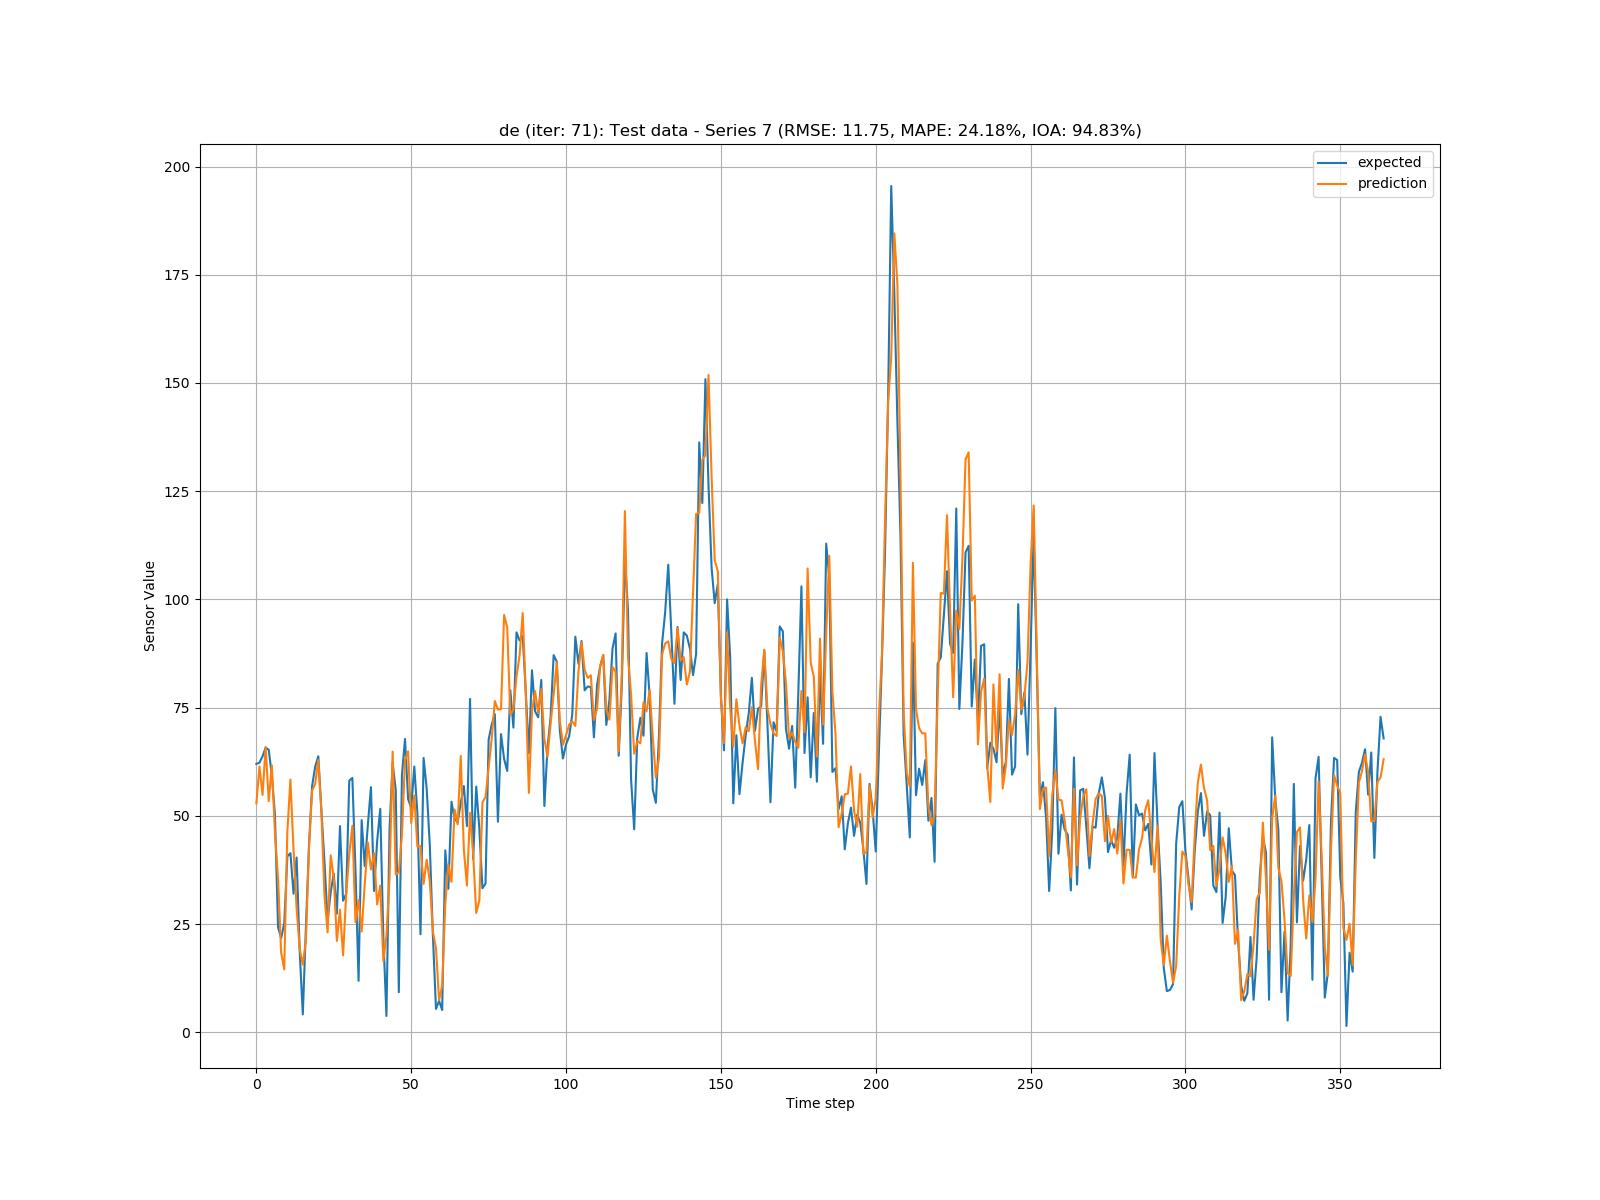 de (iter: 71): Test data - Series 7 (RMSE: 11.75, MAPE: 24.18%, IOA: 94.83%)
expected
prediction
200
175
150
125
100
75
50
25
0
Sensor Value
0 50 100 150 200 250 300 350
Time step